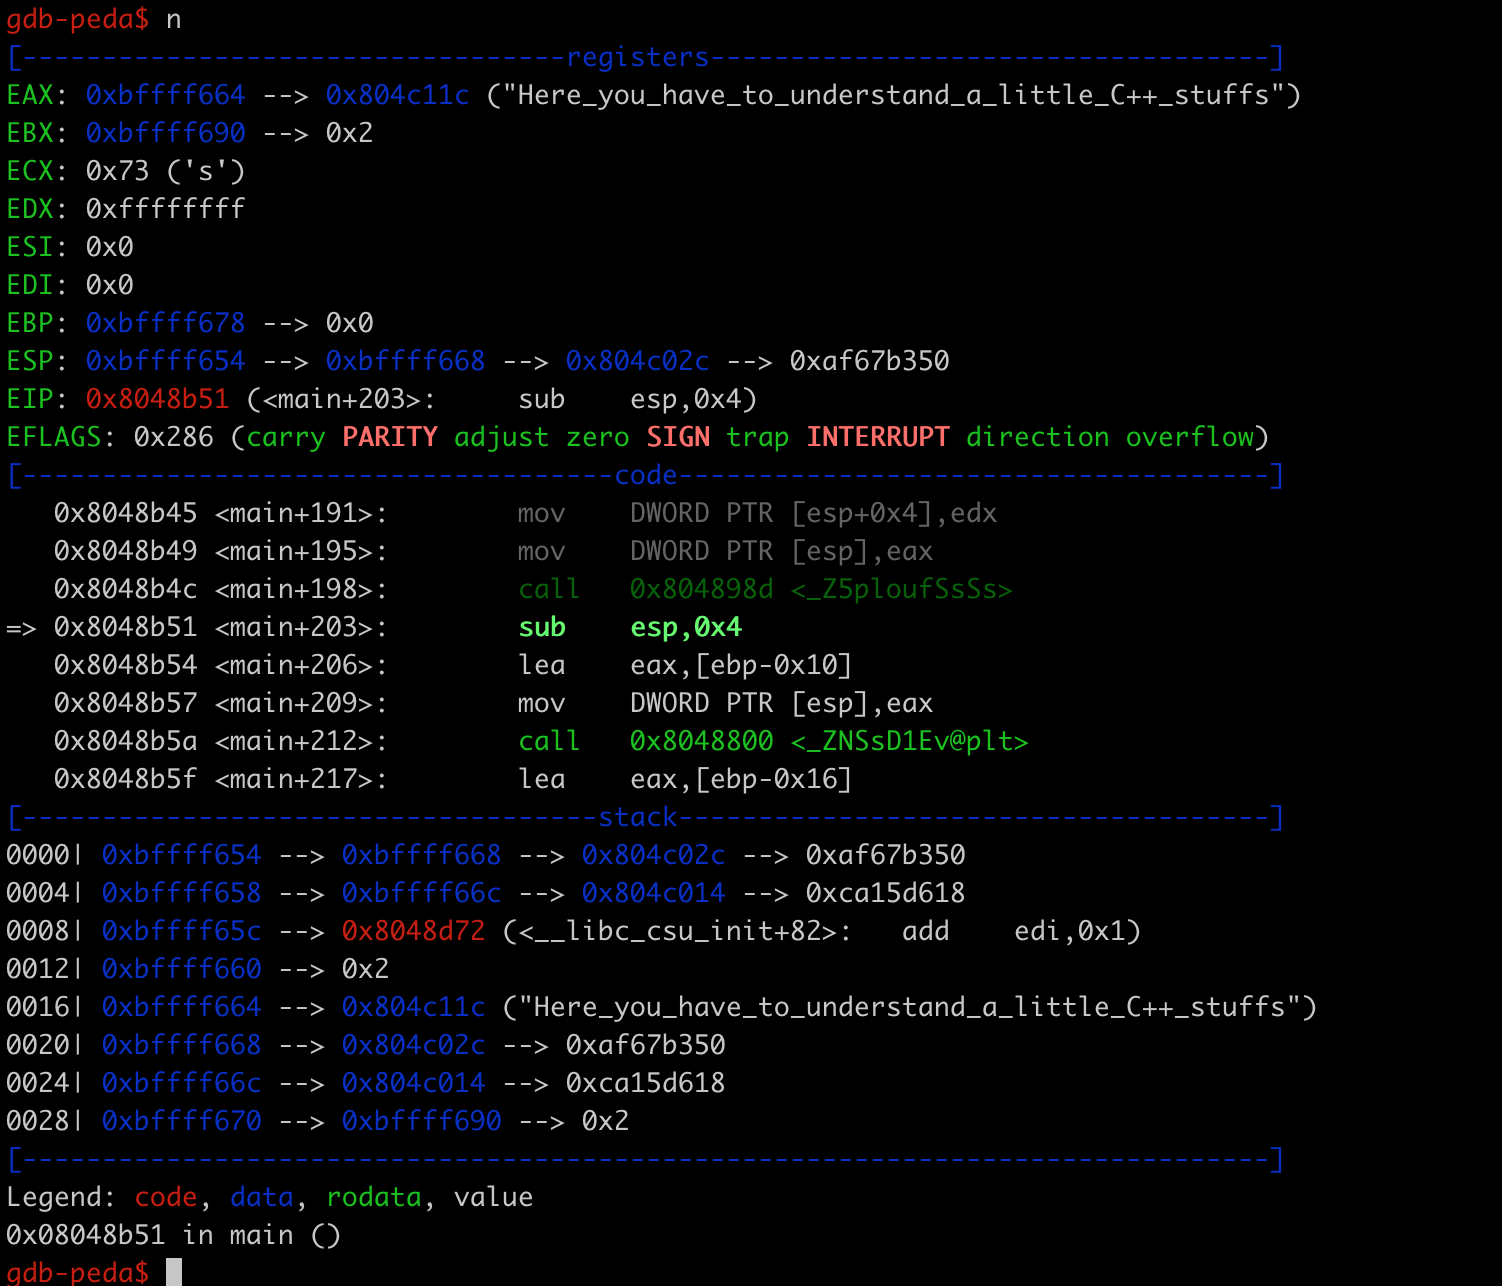 gdb-peda$ n
[----------------------------------registers-----------------------------------]
EAX: 0xbffff664 --> 0x804c11c ("Here_you_have_to_understand_a_little_C++_stuffs")
EBX: 0xbffff690 --> 0x2
ECX: 0x73 ('s')
EDX: 0xffffffff
ESI: 0x0
EDI: 0x0
EBP: 0xbffff678 --> 0x0
ESP: 0xbffff654 --> 0xbffff668 --> 0x804c02c --> 0xaf67b350
EIP: 0x8048b51 (<main+203>:     sub    esp,0x4)
EFLAGS: 0x286 (carry PARITY adjust zero SIGN trap INTERRUPT direction overflow)
[-------------------------------------code-------------------------------------]
   0x8048b45 <main+191>:        mov    DWORD PTR [esp+0x4],edx
   0x8048b49 <main+195>:        mov    DWORD PTR [esp],eax
   0x8048b4c <main+198>:        call   0x804898d <_Z5ploufSsSs>
=> 0x8048b51 <main+203>:        sub    esp,0x4
   0x8048b54 <main+206>:        lea    eax,[ebp-0x10]
   0x8048b57 <main+209>:        mov    DWORD PTR [esp],eax
   0x8048b5a <main+212>:        call   0x8048800 <_ZNSsD1Ev@plt>
   0x8048b5f <main+217>:        lea    eax,[ebp-0x16]
[------------------------------------stack-------------------------------------]
0000| 0xbffff654 --> 0xbffff668 --> 0x804c02c --> 0xaf67b350
0004| 0xbffff658 --> 0xbffff66c --> 0x804c014 --> 0xca15d618
0008| 0xbffff65c --> 0x8048d72 (<__libc_csu_init+82>:   add    edi,0x1)
0012| 0xbffff660 --> 0x2
0016| 0xbffff664 --> 0x804c11c ("Here_you_have_to_understand_a_little_C++_stuffs")
0020| 0xbffff668 --> 0x804c02c --> 0xaf67b350
0024| 0xbffff66c --> 0x804c014 --> 0xca15d618
0028| 0xbffff670 --> 0xbffff690 --> 0x2
[------------------------------------------------------------------------------]
Legend: code, data, rodata, value
0x08048b51 in main ()
gdb-peda$